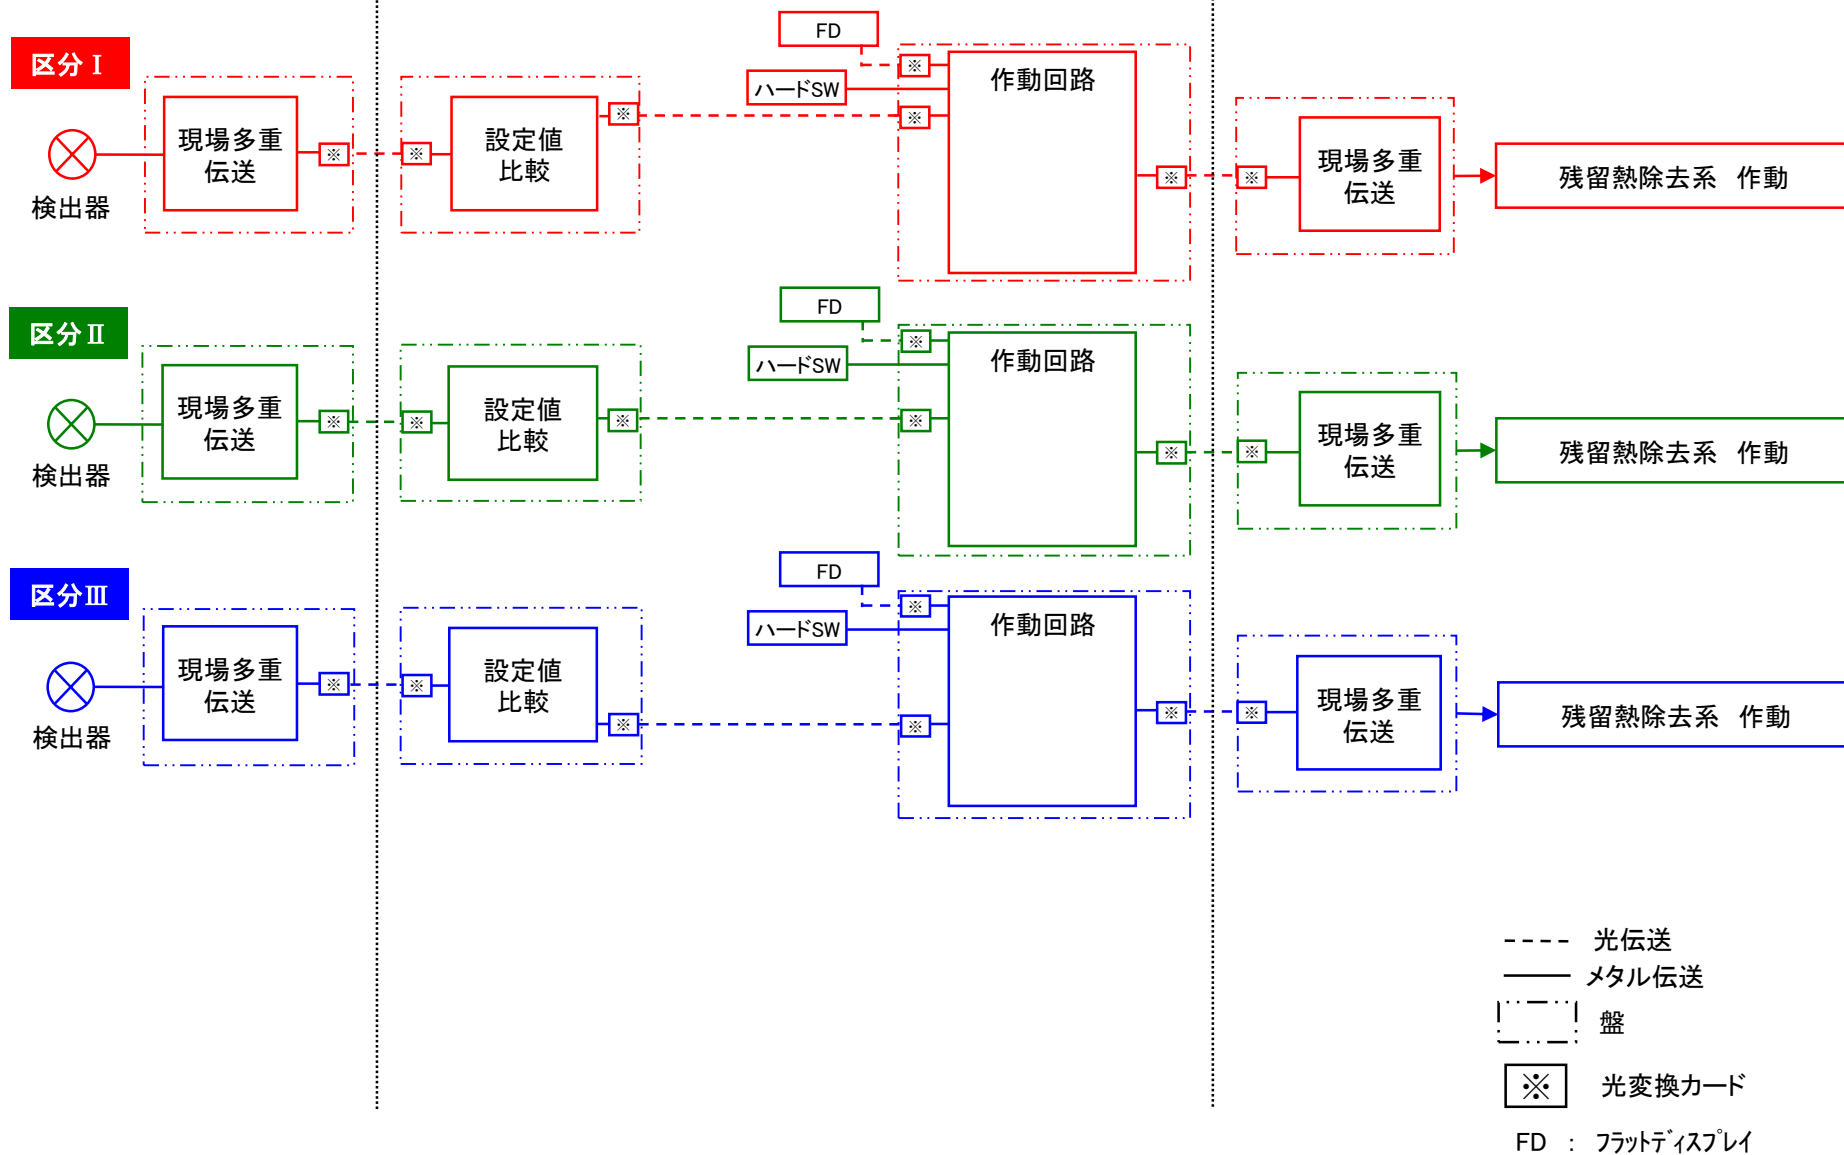 区分Ⅰ
FD
ハードSW
※
※
作動回路
現場多重
伝送
※
※
設定値
比較
※
※
※
現場多重
伝送
残留熱除去系 作動
検出器
区分Ⅱ
FD
ハードSW
※
※
作動回路
現場多重
伝送
※
※
設定値
比較
※
※
※
現場多重
伝送
残留熱除去系 作動
検出器
区分Ⅲ
FD
ハードSW
※
※
作動回路
現場多重
伝送
※
※
設定値
比較
※
※
※
現場多重
伝送
残留熱除去系 作動
検出器
光伝送
メタル伝送
盤
※ 光変換カード
FD : フラットディスプレイ